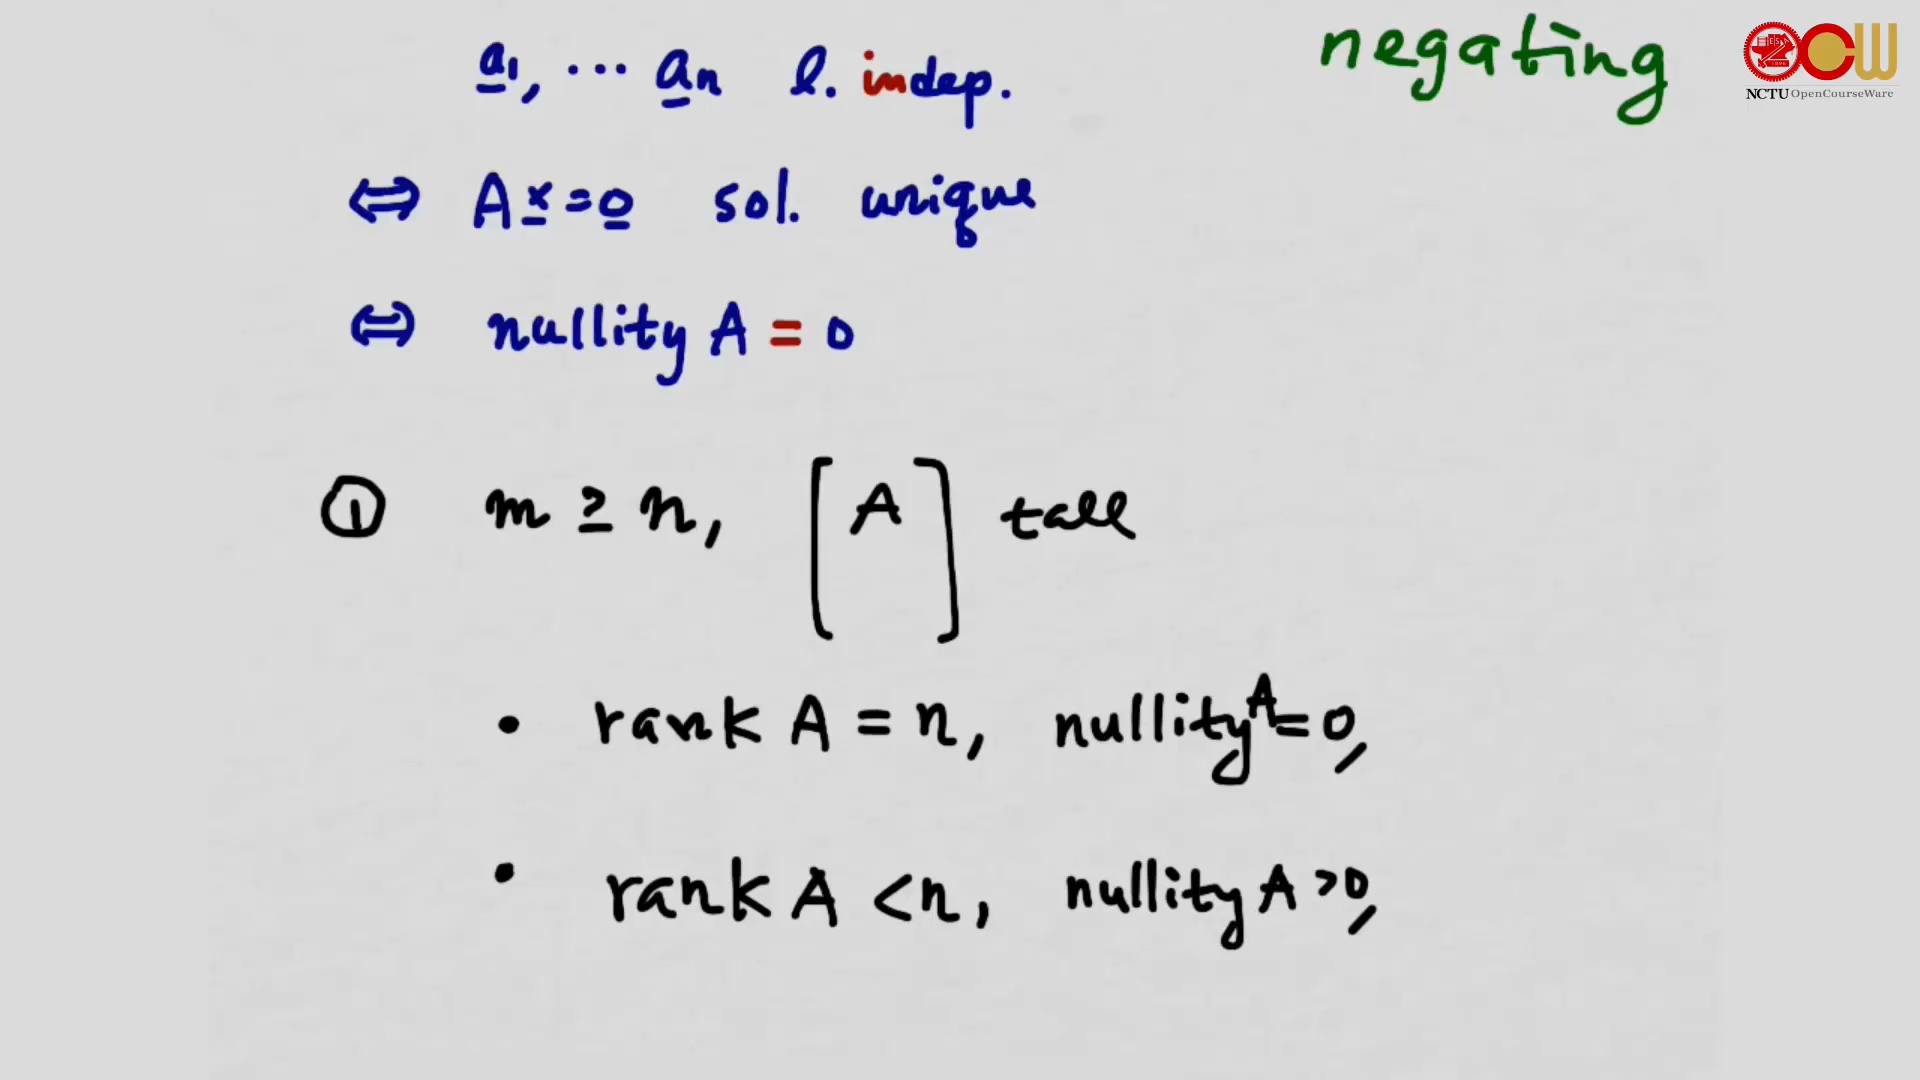 negating
NCTU OpenCourseWare
a₁, ⋯ aₙ l. indep.
⇔ A x = 0 sol. unique
⇔ nullity A = 0
① m ≥ n, [ A ] tall
• rank A = n, nullity A = 0,
• rank A < n, nullity A > 0,